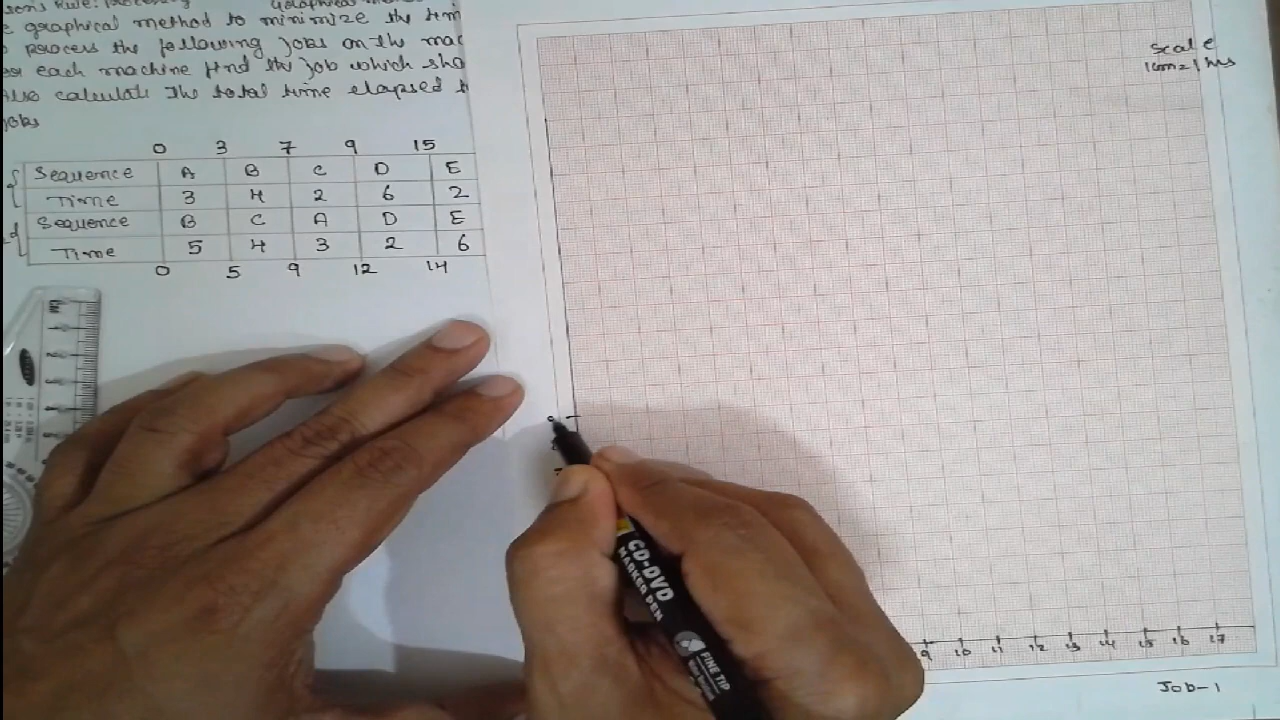 graphical method to minimize the
process the following jobs on the
each machine find the job which
Also calculate the total time elapsed
jobs
0 3 7 9 15
Sequence A B C D E
Time 3 4 2 6 2
Sequence B C A D E
Time 5 4 3 2 6
0 5 9 12 14
Scale
1cm=1 hrs
CD-DVD
MARKER PEN
FINE TIP
9 10 11 12 13 14 15 16 17
Job-1